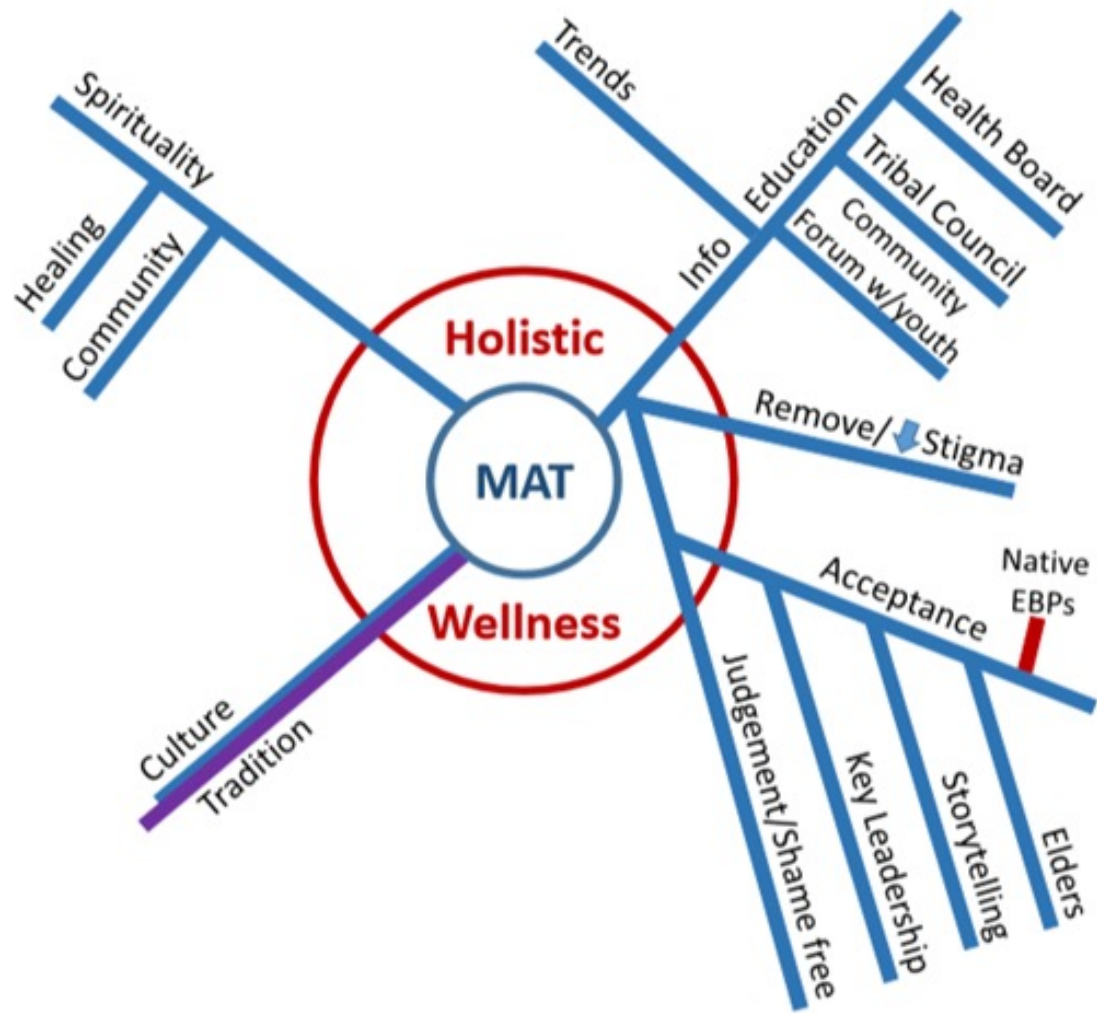 Spirituality
Healing
Community
Trends
Info
Education
Health Board
Tribal Council
Community
Forum w/youth
Holistic
MAT
Wellness
Remove/ Stigma
Acceptance
Native
EBPs
Judgement/Shame free
Key Leadership
Storytelling
Elders
Culture
Tradition